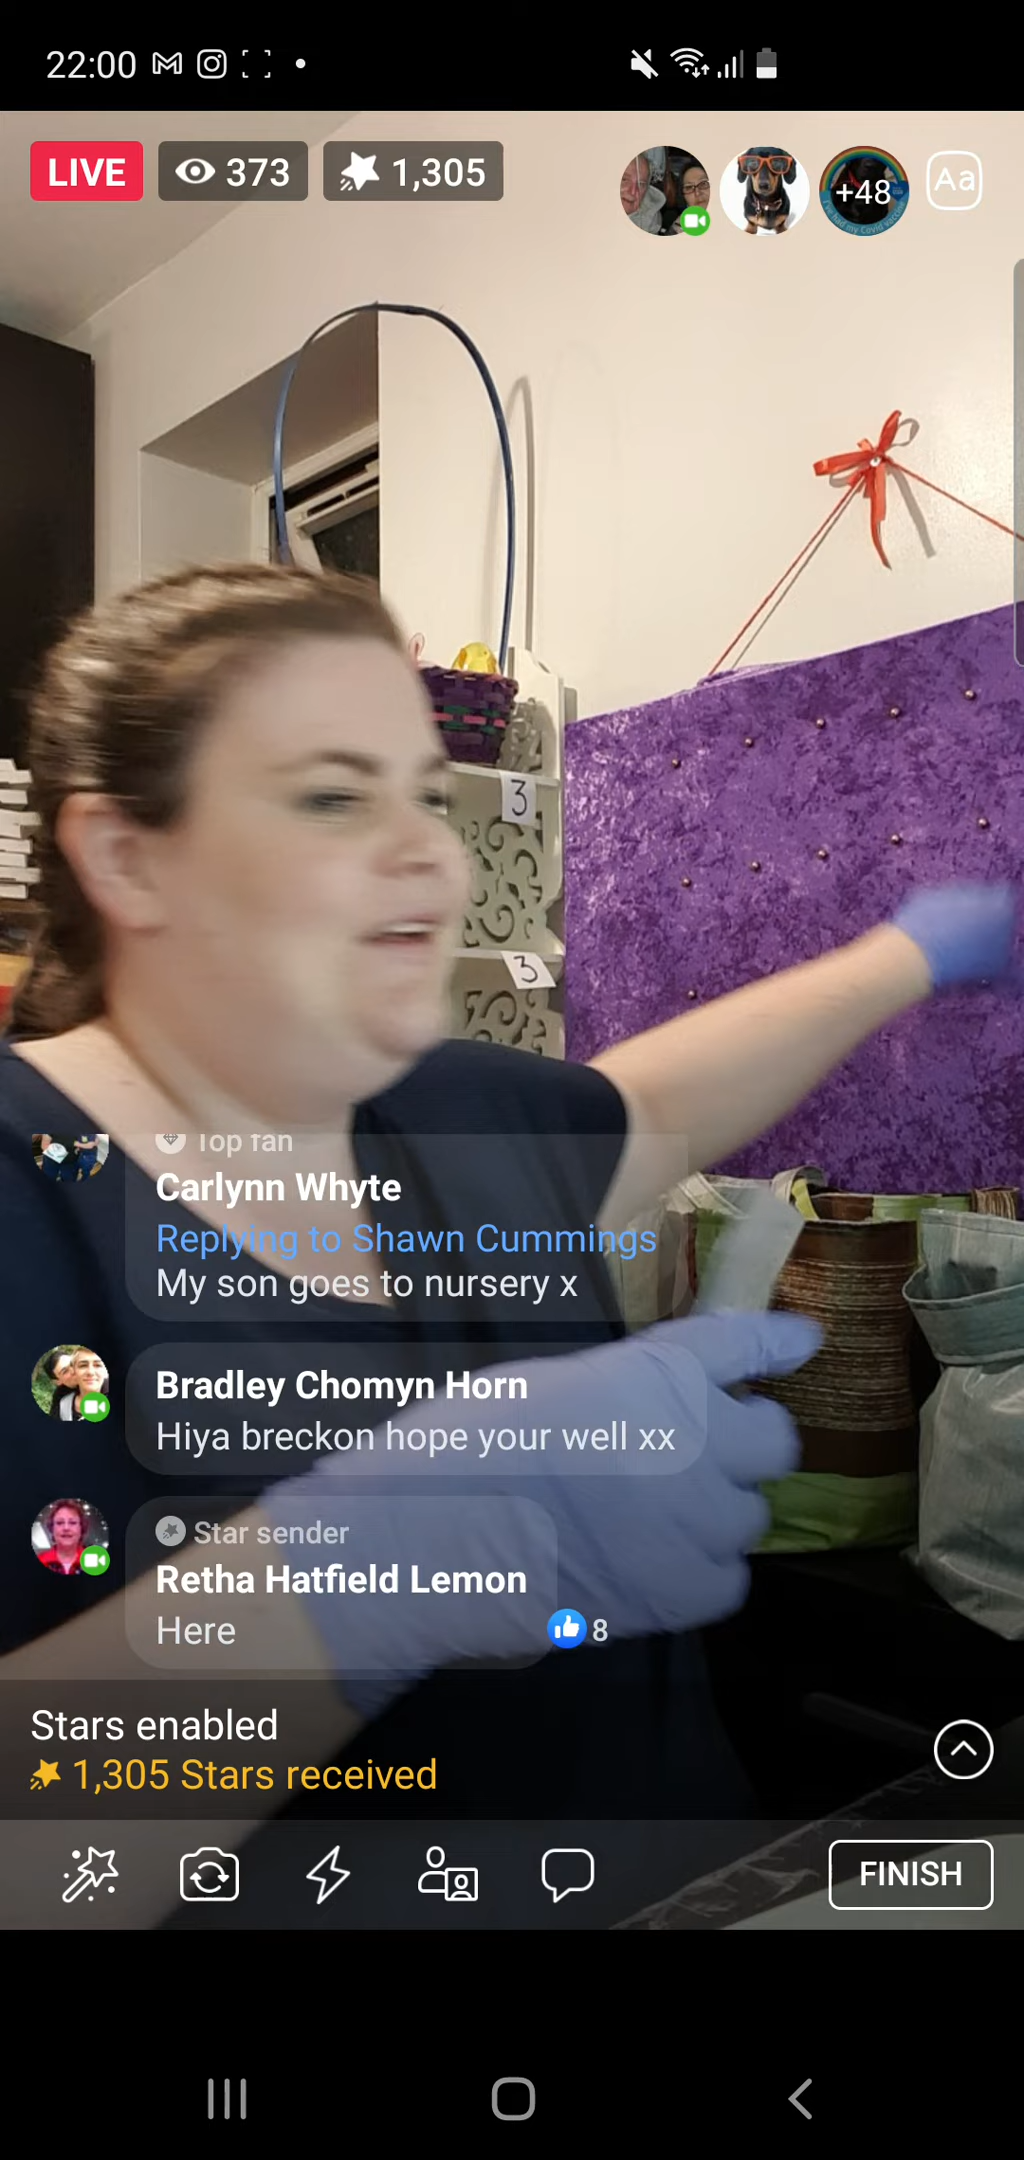 22:00
LIVE 373 1,305
+48
Aa
3
3
Top fan
Carlynn Whyte
Replying to Shawn Cummings
My son goes to nursery x
Bradley Chomyn Horn
Hiya breckon hope your well xx
Star sender
Retha Hatfield Lemon
Here
8
Stars enabled
1,305 Stars received
FINISH